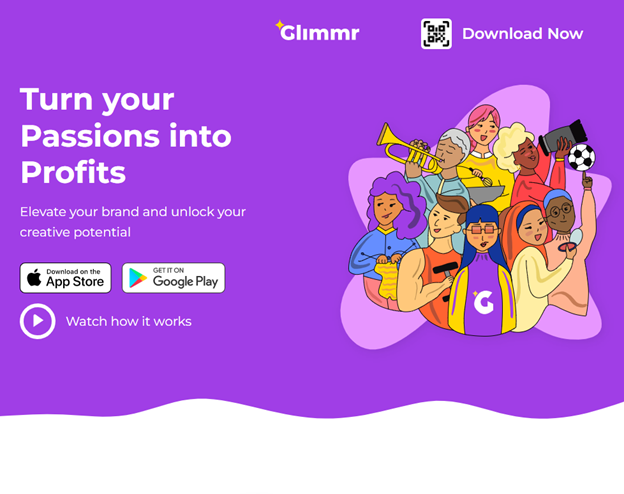 Glimmr
Download Now
Turn your
Passions into
Profits
Elevate your brand and unlock your
creative potential
Download on the
App Store
GET IT ON
Google Play
Watch how it works
G